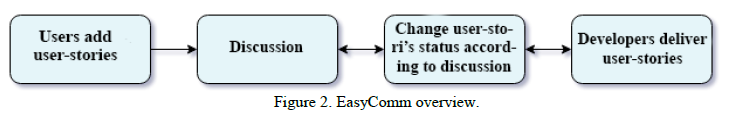 Users add
user-stories
Discussion
Change user-sto-
ri's status accord-
ing to discussion
Developers deliver
user-stories
Figure 2. EasyComm overview.